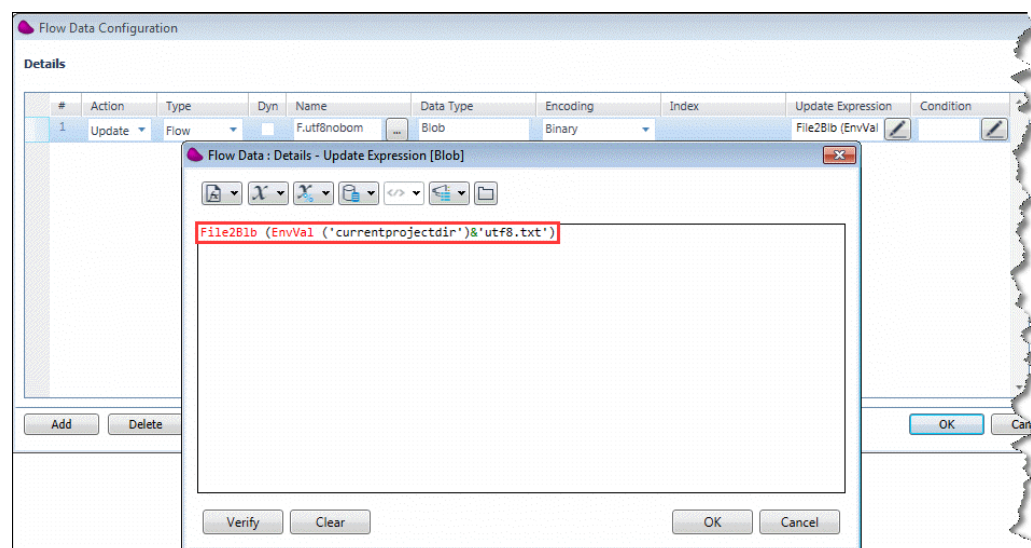 Flow Data Configuration
Details
# Action Type Dyn Name Data Type Encoding Index Update Expression Condition
1 Update Flow F.utf8nobom ... Blob Binary File2Blb (EnvVal
Flow Data : Details - Update Expression [Blob]
File2Blb (EnvVal ('currentprojectdir')&'utf8.txt')
Add Delete OK Can
Verify Clear OK Cancel